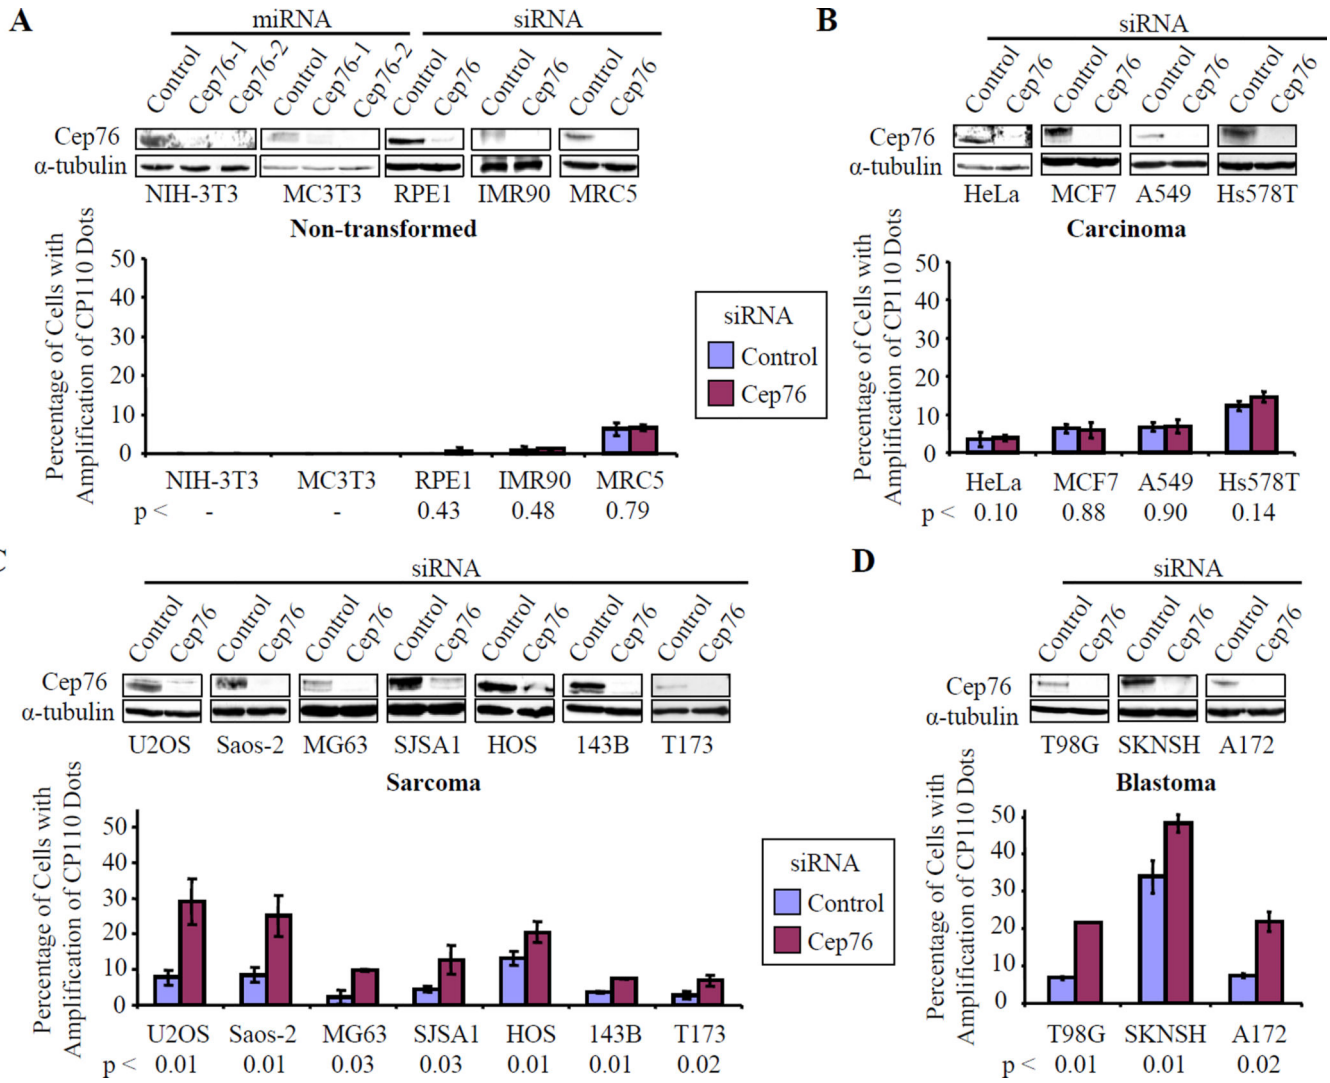 A
miRNA siRNA
Control Cep76-1 Cep76-2 Control Cep76-1 Cep76-2 Control Cep76 Control Cep76 Control Cep76
Cep76
α-tubulin
NIH-3T3 MC3T3 RPE1 IMR90 MRC5
Non-transformed
Percentage of Cells with
Amplification of CP110 Dots
50
40
30
20
10
0
NIH-3T3 MC3T3 RPE1 IMR90 MRC5
p < - - 0.43 0.48 0.79
siRNA
Control
Cep76
B
siRNA
Control Cep76 Control Cep76 Control Cep76 Control Cep76
Cep76
α-tubulin
HeLa MCF7 A549 Hs578T
Carcinoma
Percentage of Cells with
Amplification of CP110 Dots
50
40
30
20
10
0
HeLa MCF7 A549 Hs578T
p < 0.10 0.88 0.90 0.14
C
siRNA
Control Cep76 Control Cep76 Control Cep76 Control Cep76 Control Cep76 Control Cep76 Control Cep76
Cep76
α-tubulin
U2OS Saos-2 MG63 SJSA1 HOS 143B T173
Sarcoma
Percentage of Cells with
Amplification of CP110 Dots
50
40
30
20
10
0
U2OS Saos-2 MG63 SJSA1 HOS 143B T173
p < 0.01 0.01 0.03 0.03 0.01 0.01 0.02
siRNA
Control
Cep76
D
siRNA
Control Cep76 Control Cep76 Control Cep76
Cep76
α-tubulin
T98G SKNSH A172
Blastoma
Percentage of Cells with
Amplification of CP110 Dots
50
40
30
20
10
0
T98G SKNSH A172
p < 0.01 0.01 0.02